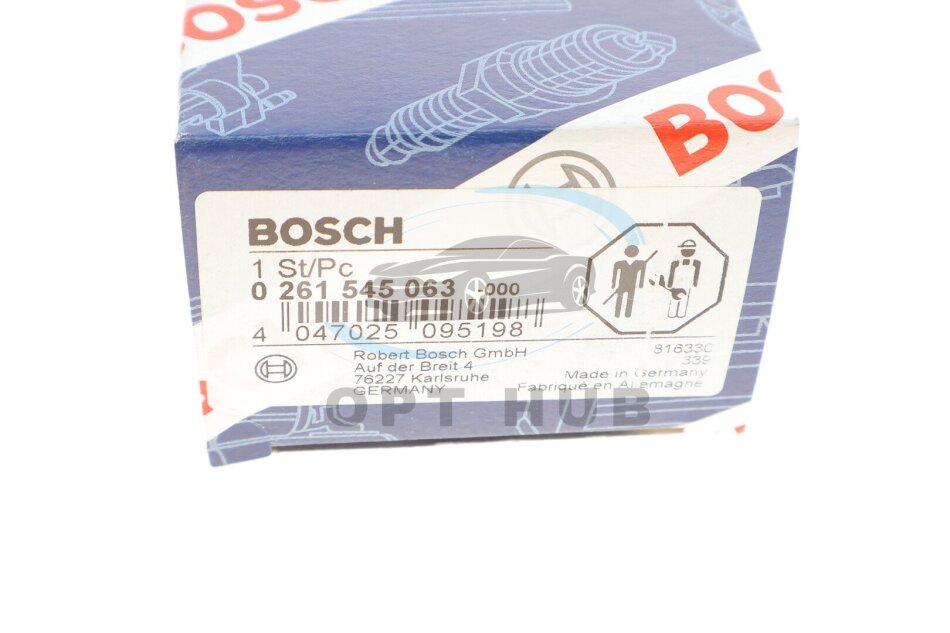 BOSCH
BOSCH
BOSCH
1 St/Pc
0 261 545 063 -000
4 047025 095198
Robert Bosch GmbH
Auf der Breit 4
76227 Karlsruhe
GERMANY
81633C
339
Made in Germany
Fabriqué en Allemagne
OPT HUB